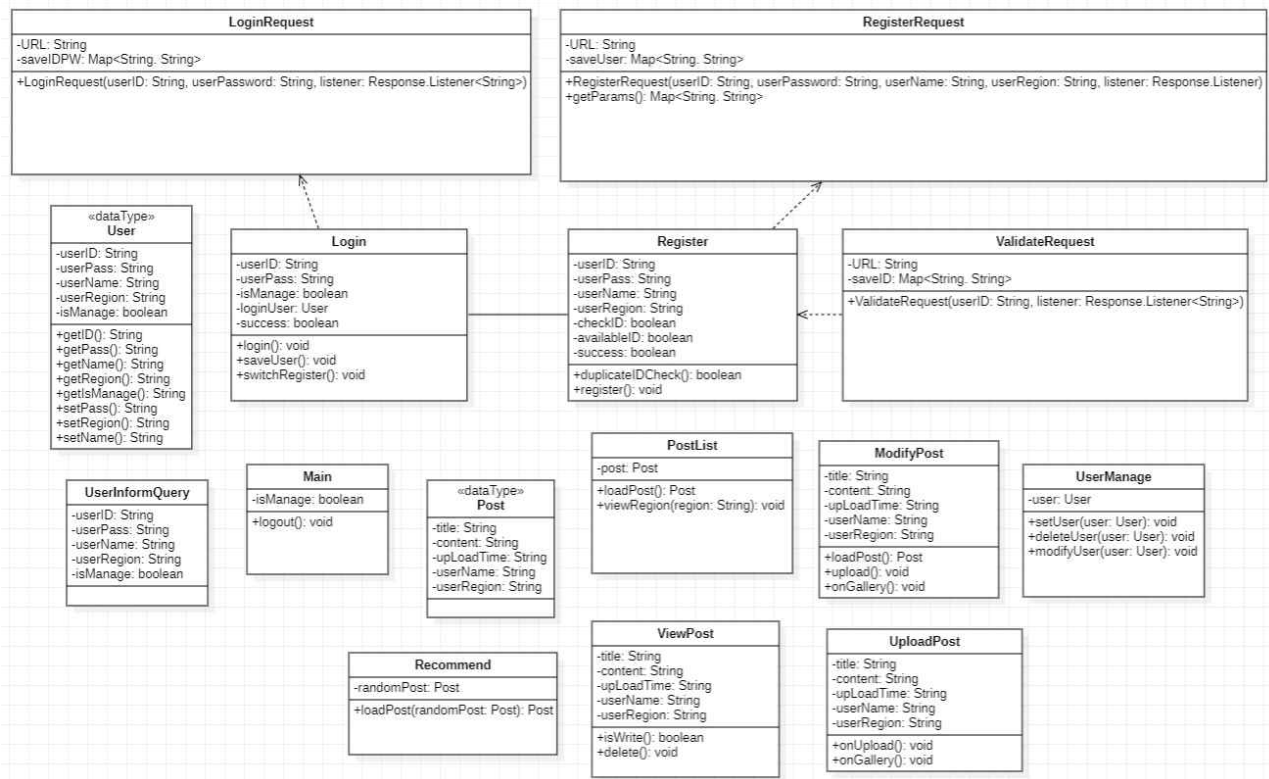 LoginRequest
-URL: String
-saveIDPW: Map<String. String>
+LoginRequest(userID: String, userPassword: String, listener: Response.Listener<String>)
RegisterRequest
-URL: String
-saveUser: Map<String. String>
+RegisterRequest(userID: String, userPassword: String, userName: String, userRegion: String, listener: Response.Listener)
+getParams(): Map<String. String>
«dataType»
User
-userID: String
-userPass: String
-userName: String
-userRegion: String
-isManage: boolean
+getID(): String
+getPass(): String
+getName(): String
+getRegion(): String
+getIsManage(): String
+setPass(): String
+setRegion(): String
+setName(): String
Login
-userID: String
-userPass: String
-isManage: boolean
-loginUser: User
-success: boolean
+login(): void
+saveUser(): void
+switchRegister(): void
Register
-userID: String
-userPass: String
-userName: String
-userRegion: String
-checkID: boolean
-availableID: boolean
-success: boolean
+duplicateIDCheck(): boolean
+register(): void
ValidateRequest
-URL: String
-saveID: Map<String. String>
+ValidateRequest(userID: String, listener: Response.Listener<String>)
UserInformQuery
-userID: String
-userPass: String
-userName: String
-userRegion: String
-isManage: boolean
Main
-isManage: boolean
+logout(): void
«dataType»
Post
-title: String
-content: String
-upLoadTime: String
-userName: String
-userRegion: String
PostList
-post: Post
+loadPost(): Post
+viewRegion(region: String): void
ModifyPost
-title: String
-content: String
-upLoadTime: String
-userName: String
-userRegion: String
+loadPost(): Post
+upload(): void
+onGallery(): void
UserManage
-user: User
+setUser(user: User): void
+deleteUser(user: User): void
+modifyUser(user: User): void
Recommend
-randomPost: Post
+loadPost(randomPost: Post): Post
ViewPost
-title: String
-content: String
-upLoadTime: String
-userName: String
-userRegion: String
+isWrite(): boolean
+delete(): void
UploadPost
-title: String
-content: String
-upLoadTime: String
-userName: String
-userRegion: String
+onUpload(): void
+onGallery(): void